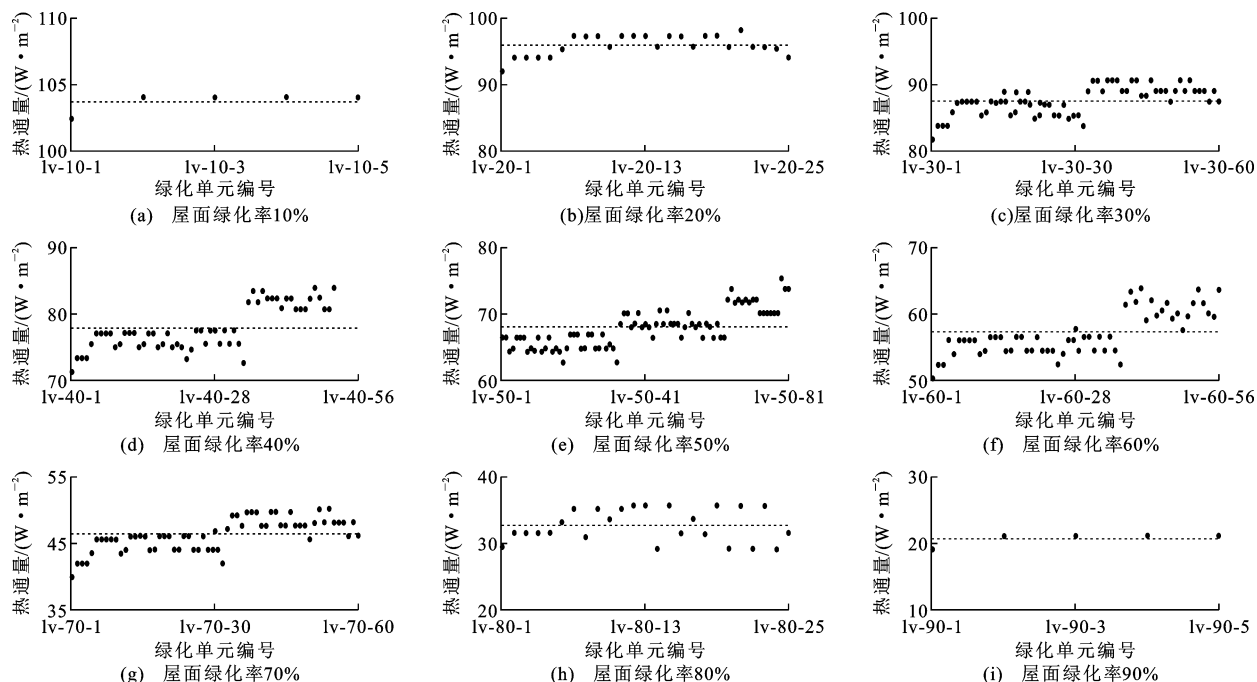 110
105
100
热通量/(W·m⁻²)
lv-10-1 lv-10-3 lv-10-5
绿化单元编号
(a) 屋面绿化率10%
100
90
80
热通量/(W·m⁻²)
lv-20-1 lv-20-13 lv-20-25
绿化单元编号
(b)屋面绿化率20%
100
90
80
热通量/(W·m⁻²)
lv-30-1 lv-30-30 lv-30-60
绿化单元编号
(c)屋面绿化率30%
90
80
70
热通量/(W·m⁻²)
lv-40-1 lv-40-28 lv-40-56
绿化单元编号
(d) 屋面绿化率40%
80
70
60
热通量/(W·m⁻²)
lv-50-1 lv-50-41 lv-50-81
绿化单元编号
(e) 屋面绿化率50%
70
60
50
热通量/(W·m⁻²)
lv-60-1 lv-60-28 lv-60-56
绿化单元编号
(f) 屋面绿化率60%
55
45
35
热通量/(W·m⁻²)
lv-70-1 lv-70-30 lv-70-60
绿化单元编号
(g) 屋面绿化率70%
40
30
20
热通量/(W·m⁻²)
lv-80-1 lv-80-13 lv-80-25
绿化单元编号
(h) 屋面绿化率80%
30
20
10
热通量/(W·m⁻²)
lv-90-1 lv-90-3 lv-90-5
绿化单元编号
(i) 屋面绿化率90%